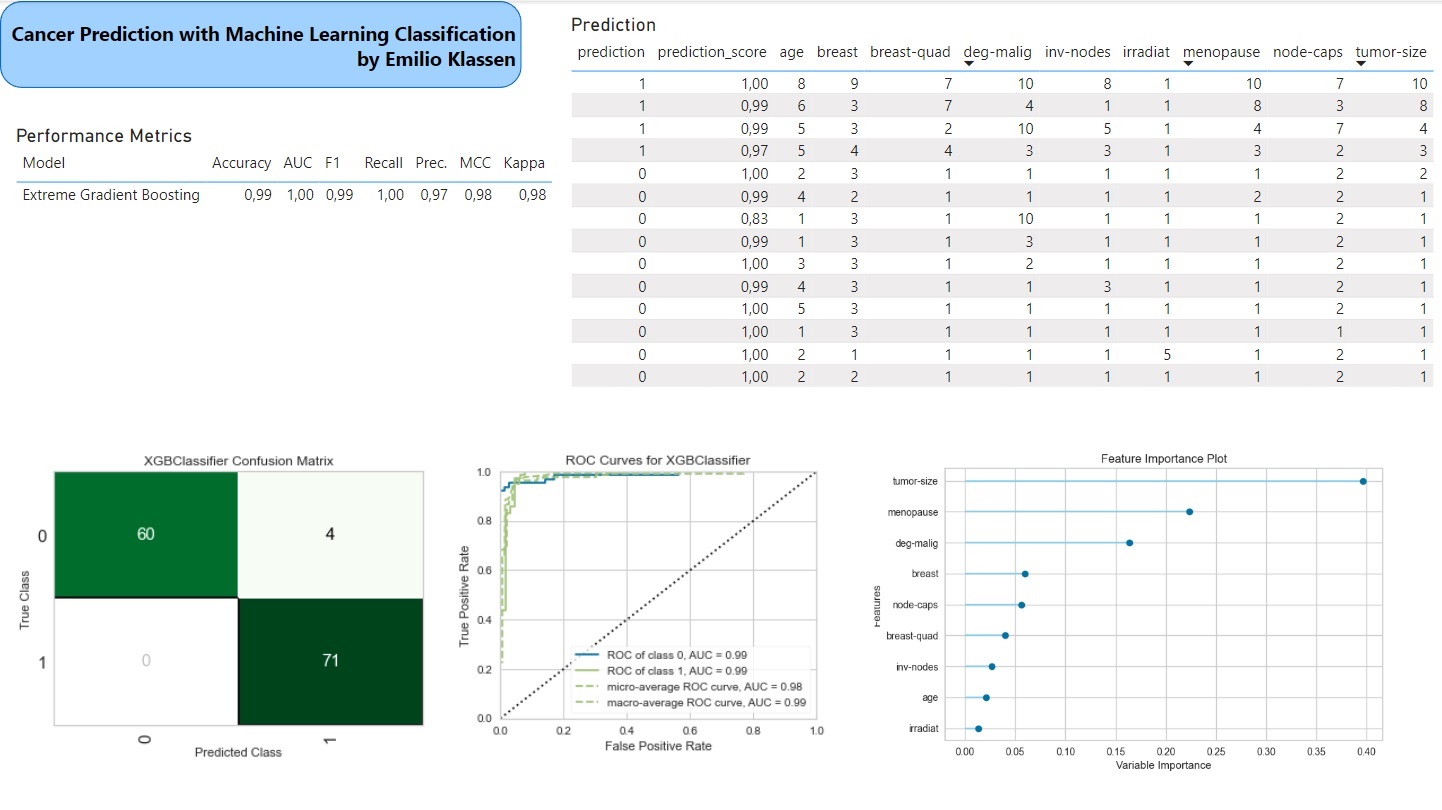 Cancer Prediction with Machine Learning Classification
by Emilio Klassen
Performance Metrics
Model Accuracy AUC F1 Recall Prec. MCC Kappa
Extreme Gradient Boosting 0,99 1,00 0,99 1,00 0,97 0,98 0,98
Prediction
prediction prediction_score age breast breast-quad deg-malig inv-nodes irradiat menopause node-caps tumor-size
1 1,00 8 9 7 10 8 1 10 7 10
1 0,99 6 3 7 4 1 1 8 3 8
1 0,99 5 3 2 10 5 1 4 7 4
1 0,97 5 4 4 3 3 1 3 2 3
0 1,00 2 3 1 1 1 1 1 2 2
0 0,99 4 2 1 1 1 1 2 2 1
0 0,83 1 3 1 10 1 1 1 2 1
0 0,99 1 3 1 3 1 1 1 2 1
0 1,00 3 3 1 2 1 1 1 2 1
0 0,99 4 3 1 1 3 1 1 2 1
0 1,00 5 3 1 1 1 1 1 2 1
0 1,00 1 3 1 1 1 1 1 1 1
0 1,00 2 1 1 1 1 5 1 2 1
0 1,00 2 2 1 1 1 1 1 2 1
XGBClassifier Confusion Matrix
True Class
0
60 4
1
0 71
0 1
Predicted Class
ROC Curves for XGBClassifier
True Positive Rate
1.0
0.8
0.6
0.4
0.2
0.0
ROC of class 0, AUC = 0.99
ROC of class 1, AUC = 0.99
micro-average ROC curve, AUC = 0.98
macro-average ROC curve, AUC = 0.99
0.0 0.2 0.4 0.6 0.8 1.0
False Positive Rate
Feature Importance Plot
Features
tumor-size
menopause
deg-malig
breast
node-caps
breast-quad
inv-nodes
age
irradiat
0.00 0.05 0.10 0.15 0.20 0.25 0.30 0.35 0.40
Variable Importance